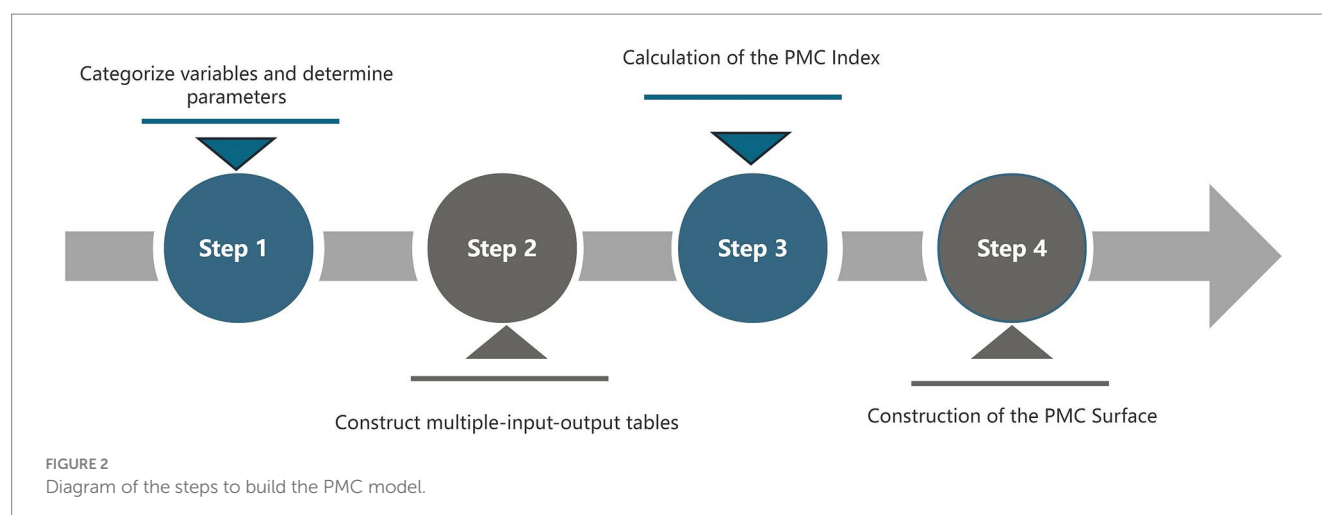 Categorize variables and determine
parameters
Calculation of the PMC Index
Step 1
Step 2
Step 3
Step 4
Construct multiple-input-output tables
Construction of the PMC Surface
FIGURE 2
Diagram of the steps to build the PMC model.